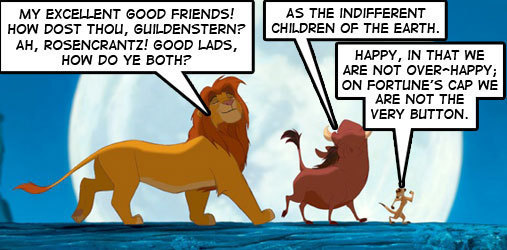 MY EXCELLENT GOOD FRIENDS!
HOW DOST THOU, GUILDENSTERN?
AH, ROSENCRANTZ! GOOD LADS,
HOW DO YE BOTH?
AS THE INDIFFERENT
CHILDREN OF THE EARTH.
HAPPY, IN THAT WE
ARE NOT OVER-HAPPY;
ON FORTUNE'S CAP WE
ARE NOT THE
VERY BUTTON.